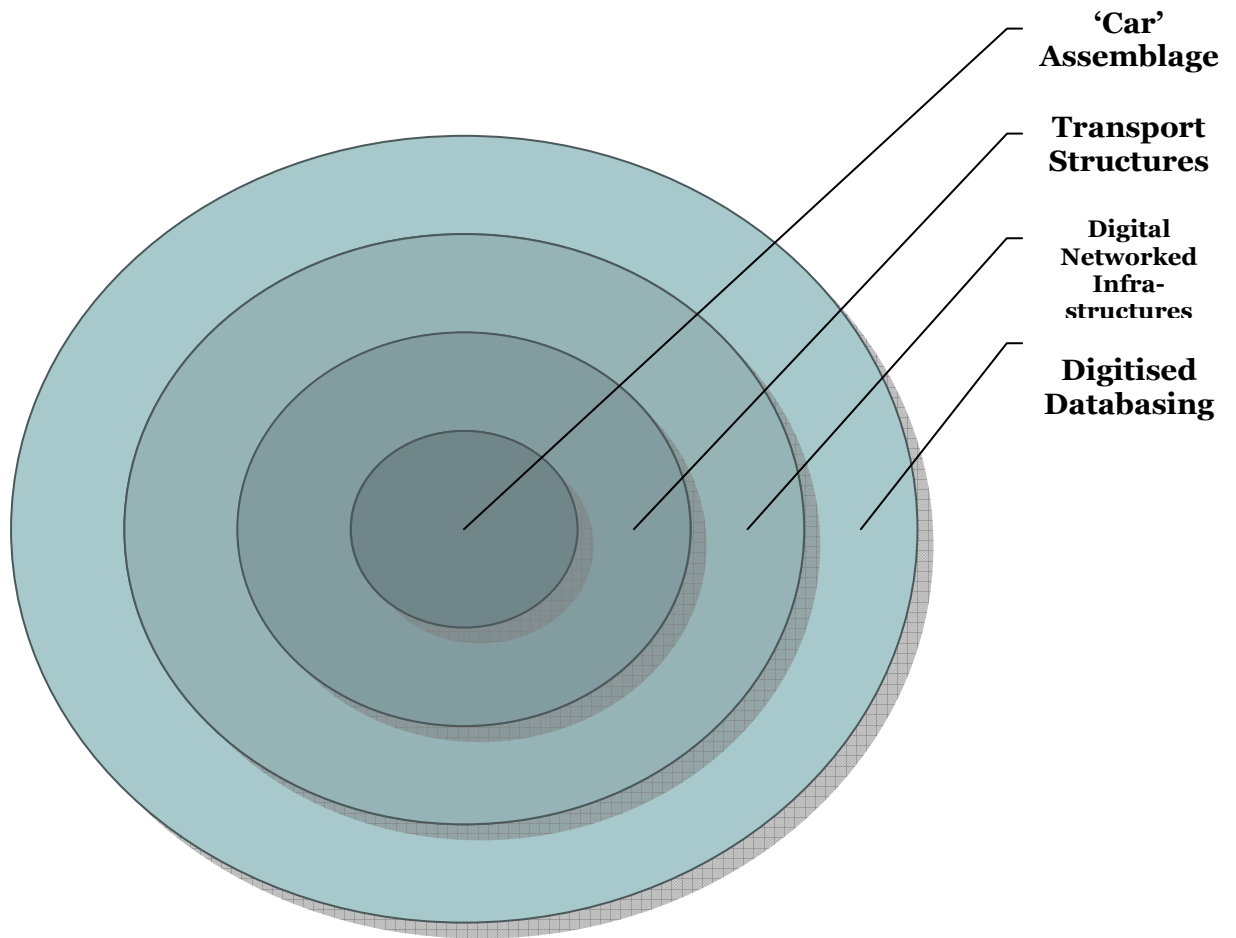 ‘Car’
Assemblage
Transport
Structures
Digital
Networked
Infra-
structures
Digitised
Databasing